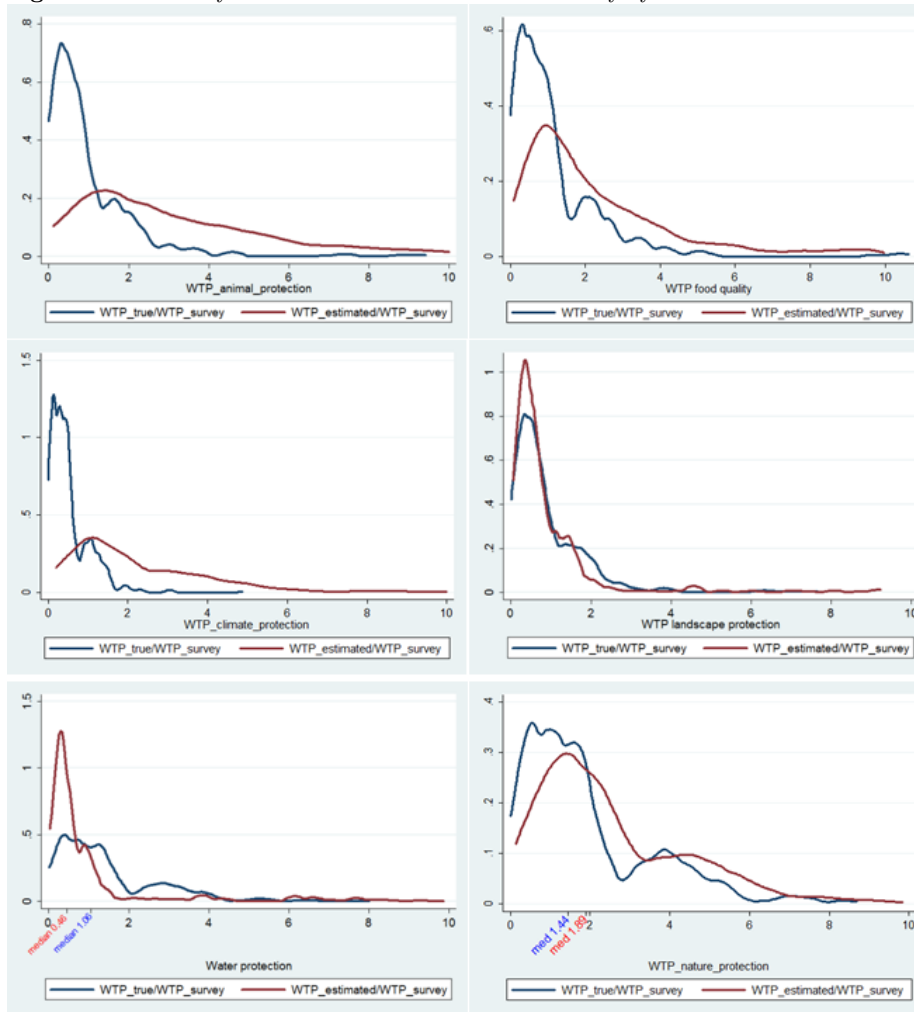 .8
.6
.4
.2
0
0 2 4 6 8 10
WTP_animal_protection
WTP_true/WTP_survey WTP_estimated/WTP_survey
.6
.4
.2
0
0 2 4 6 8 10
WTP food quality
WTP_true/WTP_survey WTP_estimated/WTP_survey
1.5
1
.5
0
0 2 4 6 8 10
WTP_climate_protection
WTP_true/WTP_survey WTP_estimated/WTP_survey
1
.8
.6
.4
.2
0
0 2 4 6 8 10
WTP landscape protection
WTP_true/WTP_survey WTP_estimated/WTP_survey
1.5
1
.5
0
0 2 4 6 8 10
median 0.46
median 1.06
Water protection
WTP_true/WTP_survey WTP_estimated/WTP_survey
.4
.3
.2
.1
0
0 2 4 6 8 10
med 1.44
med 1.89
WTP_nature_protection
WTP_true/WTP_survey WTP_estimated/WTP_survey